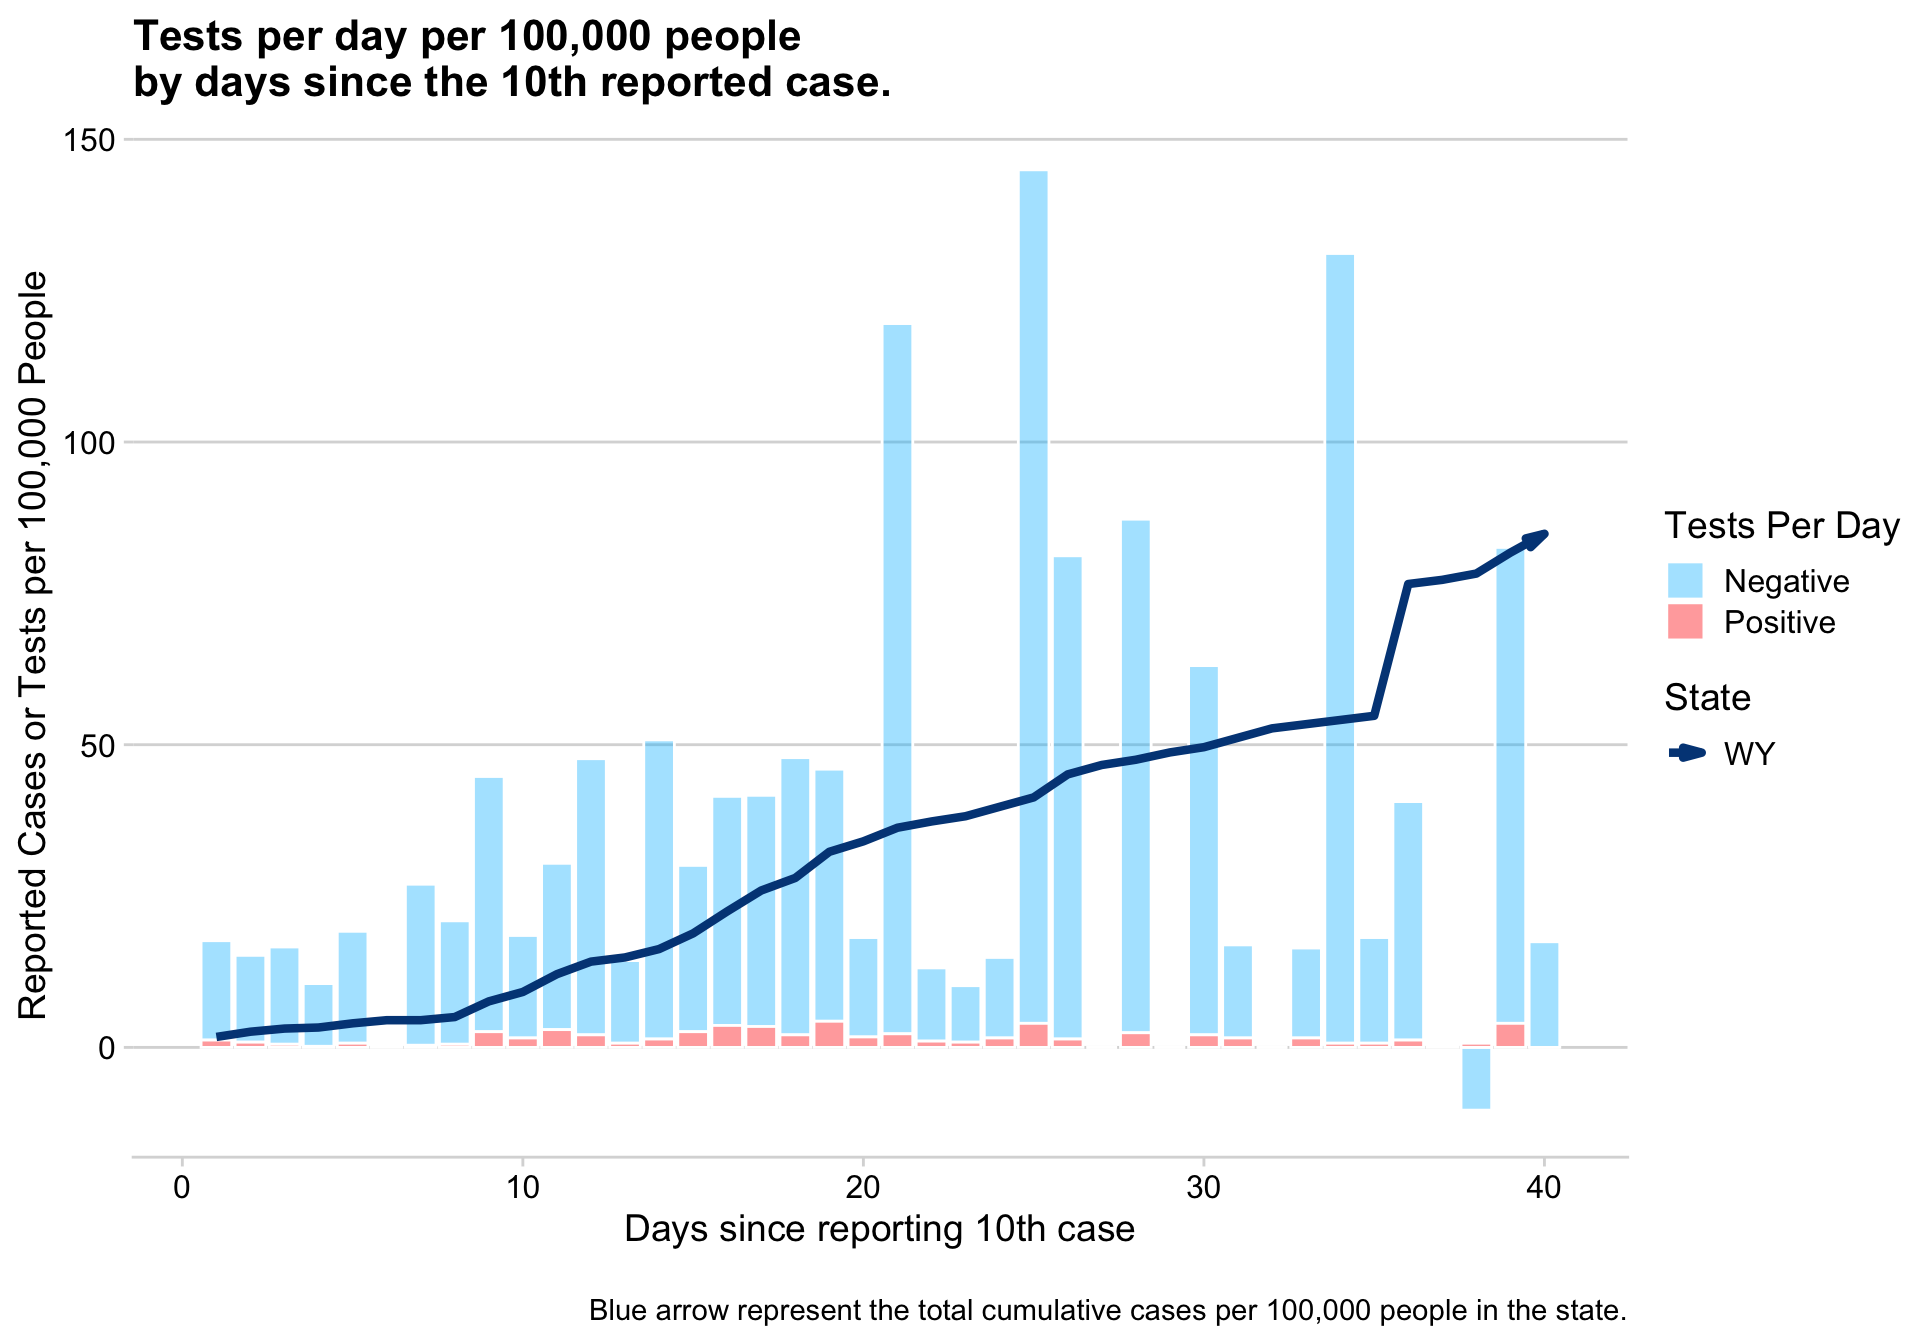 Tests per day per 100,000 people
by days since the 10th reported case.
Reported Cases or Tests per 100,000 People
150
100
50
0
0
10
20
30
40
Days since reporting 10th case
Tests Per Day
Negative
Positive
State
WY
Blue arrow represent the total cumulative cases per 100,000 people in the state.